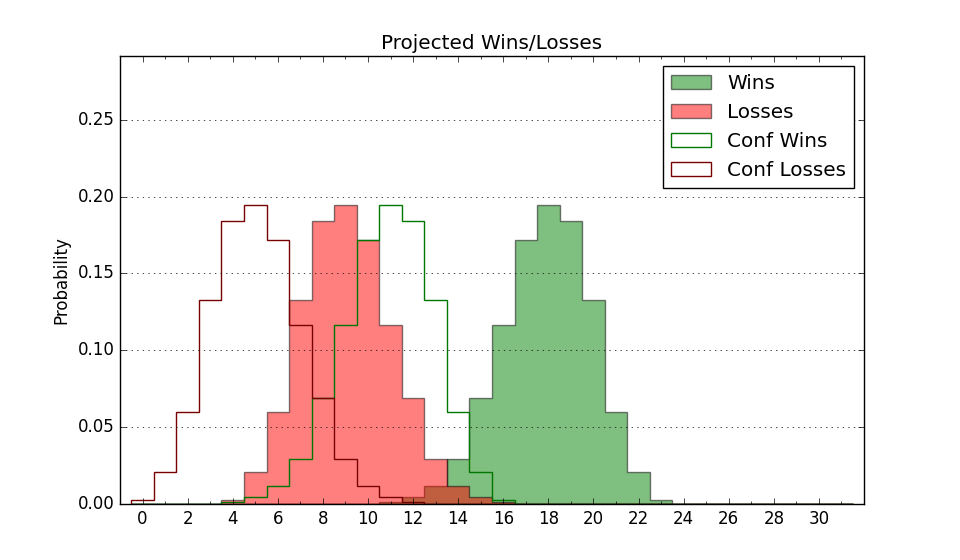 Projected Wins/Losses
Wins
Losses
Conf Wins
Conf Losses
Probability
0.25
0.20
0.15
0.10
0.05
0.00
0 2 4 6 8 10 12 14 16 18 20 22 24 26 28 30